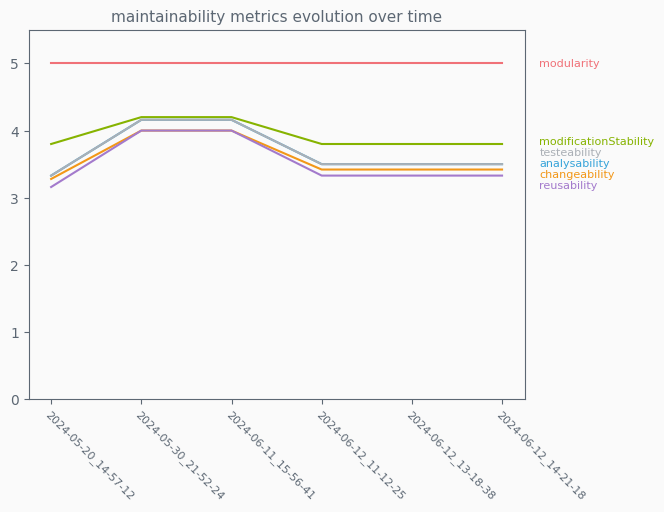 maintainability metrics evolution over time
5
4
3
2
1
0
modularity
modificationStability
testeability
analysability
changeability
reusability
2024-05-20_14-57-12
2024-05-30_21-52-24
2024-06-11_15-56-41
2024-06-12_11-12-25
2024-06-12_13-18-38
2024-06-12_14-21-18